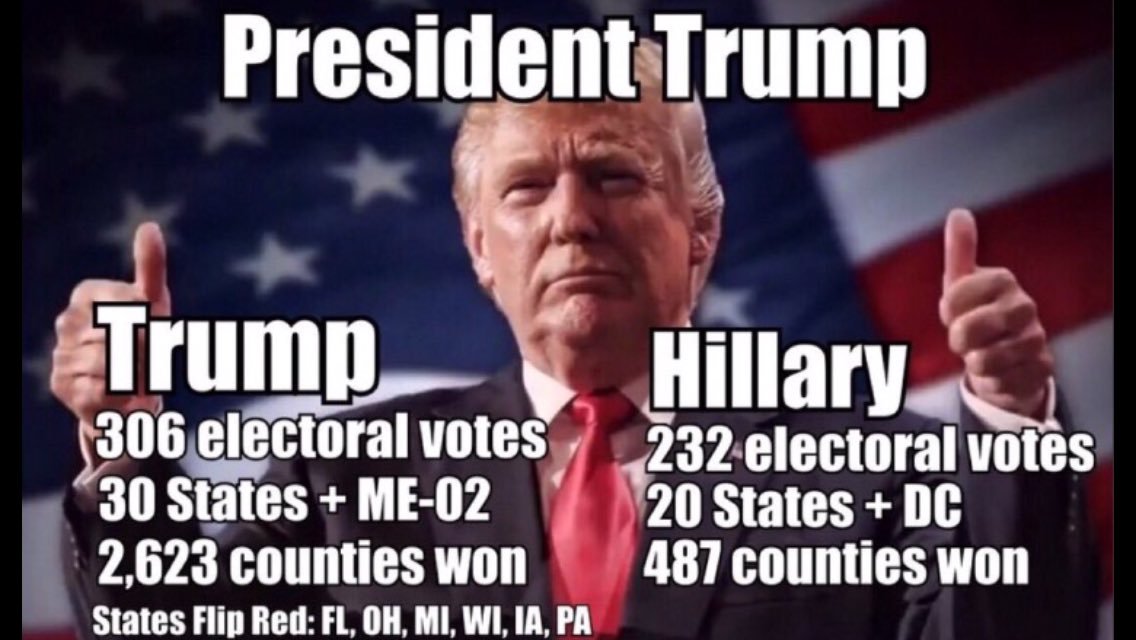 President Trump
Trump
306 electoral votes
30 States + ME-02
2,623 counties won
States Flip Red: FL, OH, MI, WI, IA, PA
Hillary
232 electoral votes
20 States + DC
487 counties won